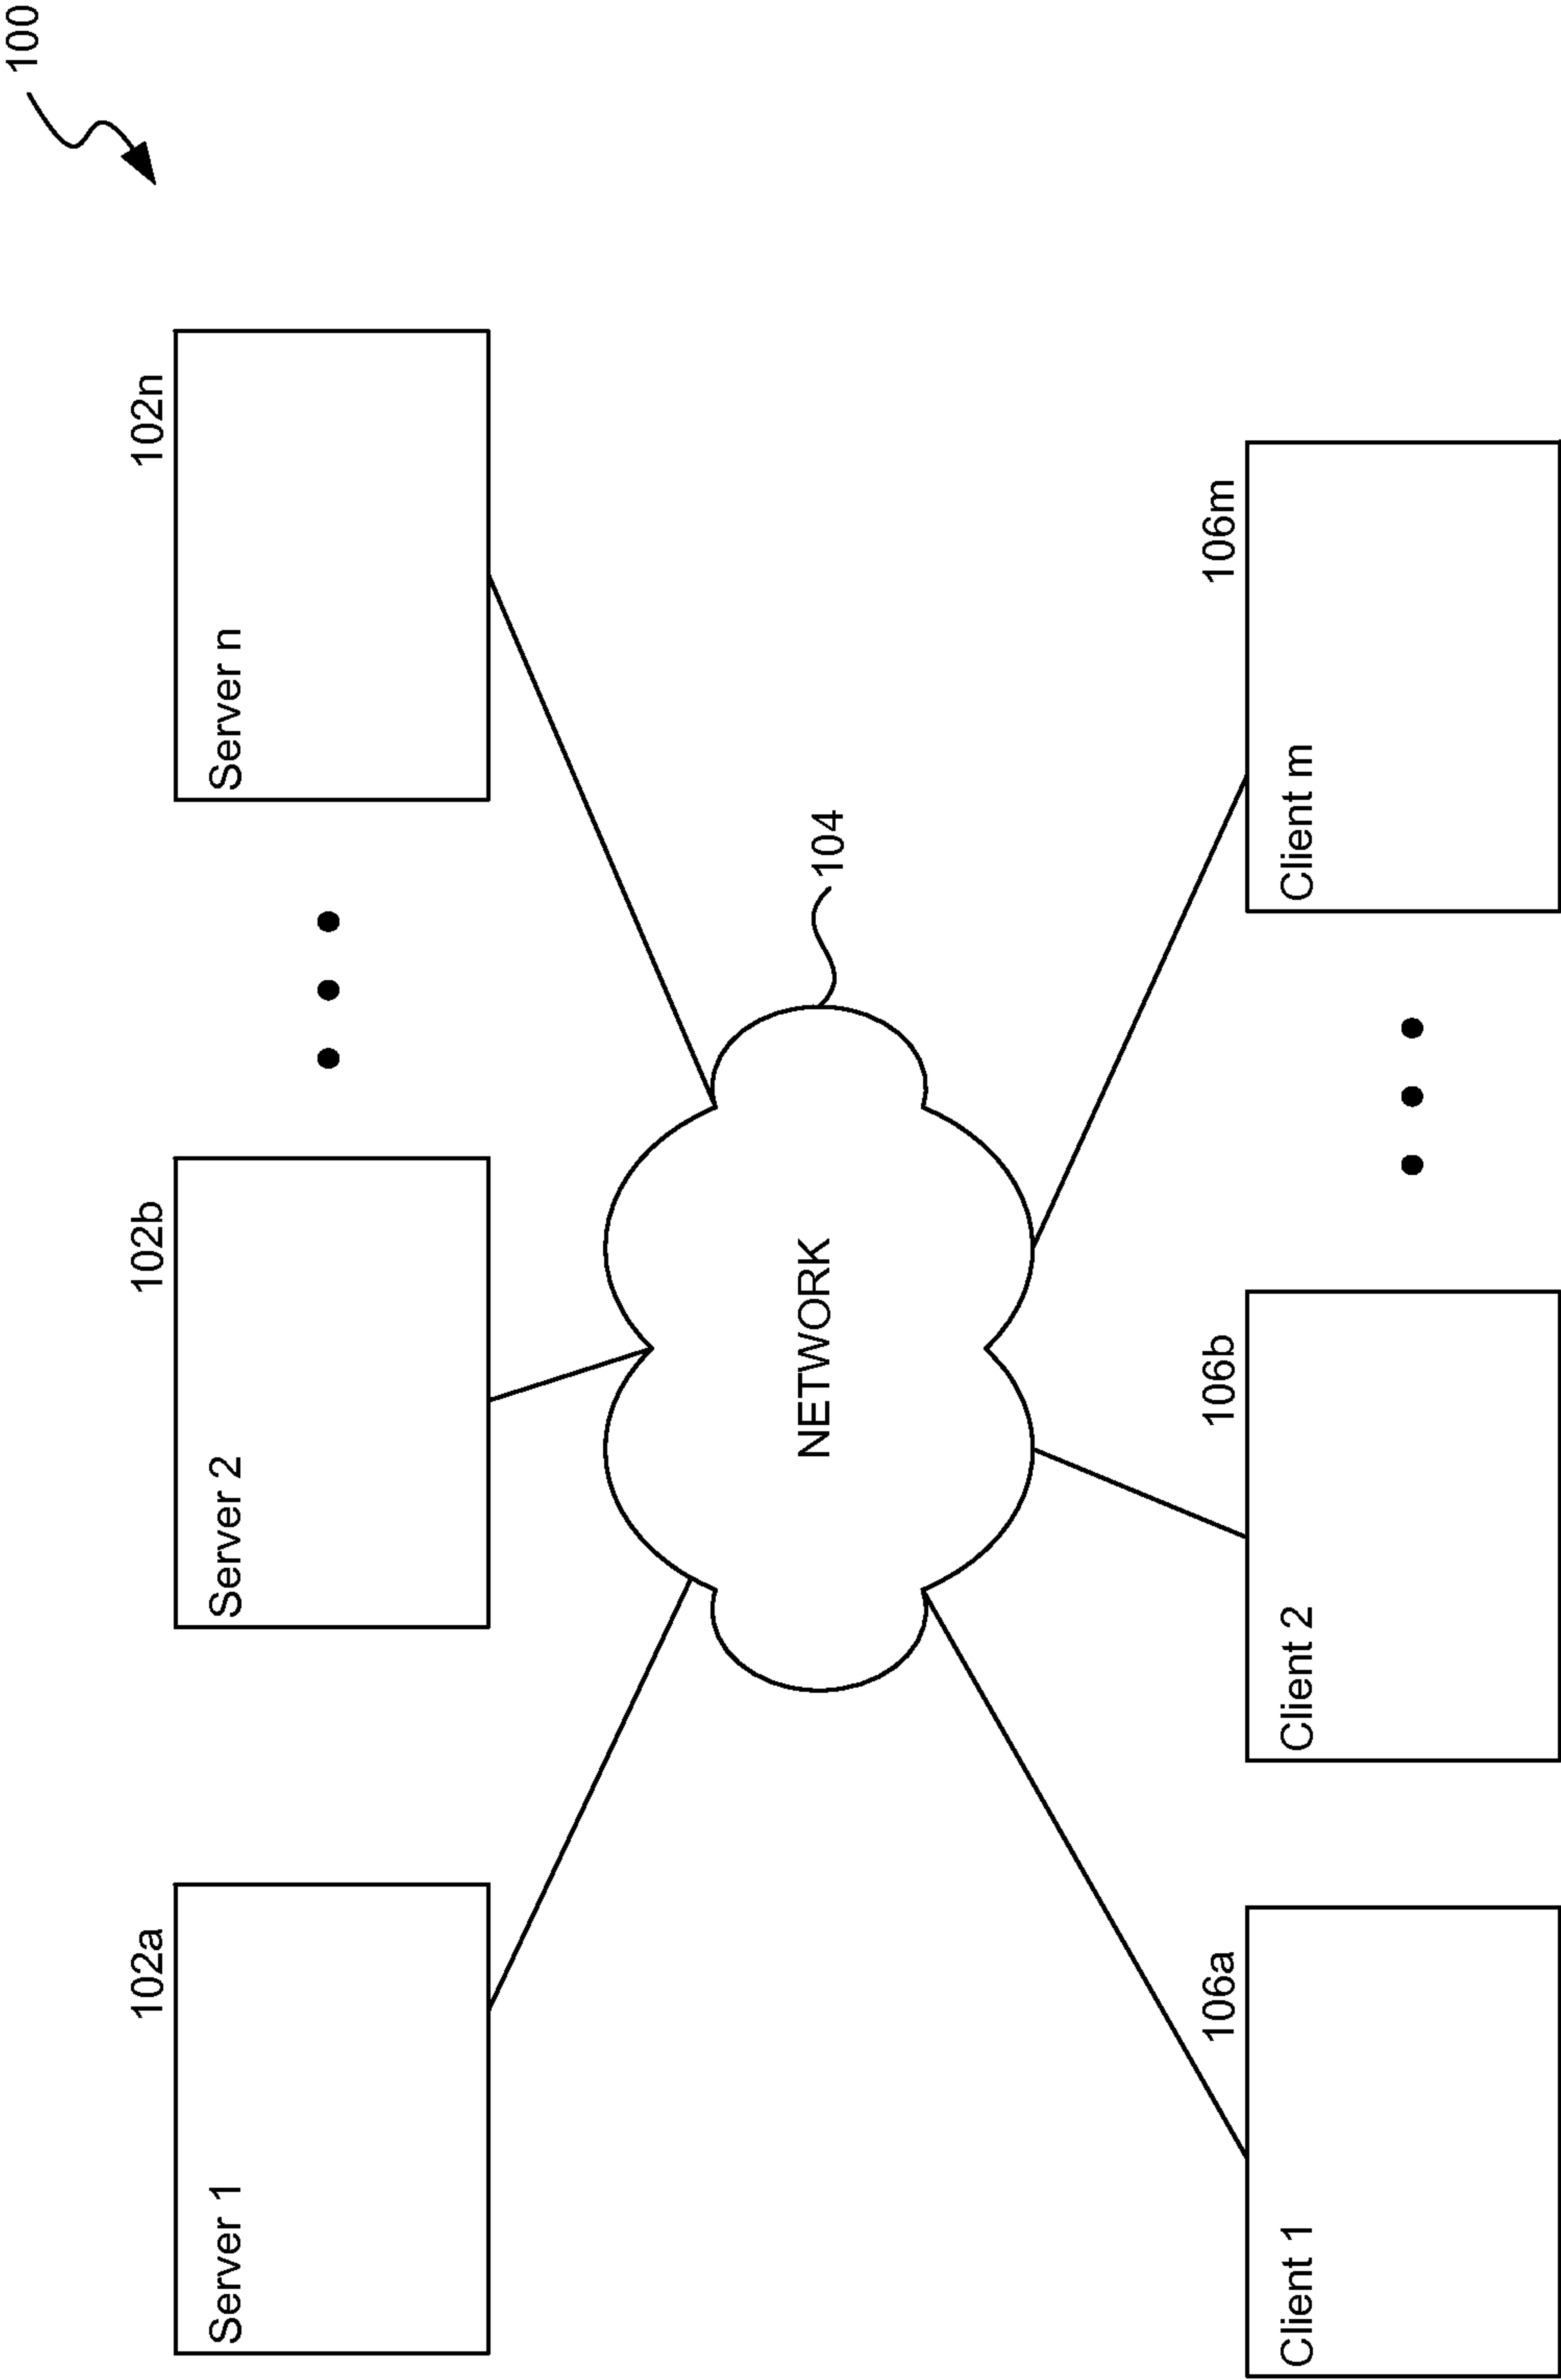 100
102a
102b
102n
Server 1
Server 2
Server n
104
NETWORK
106a
106b
106m
Client 1
Client 2
Client m